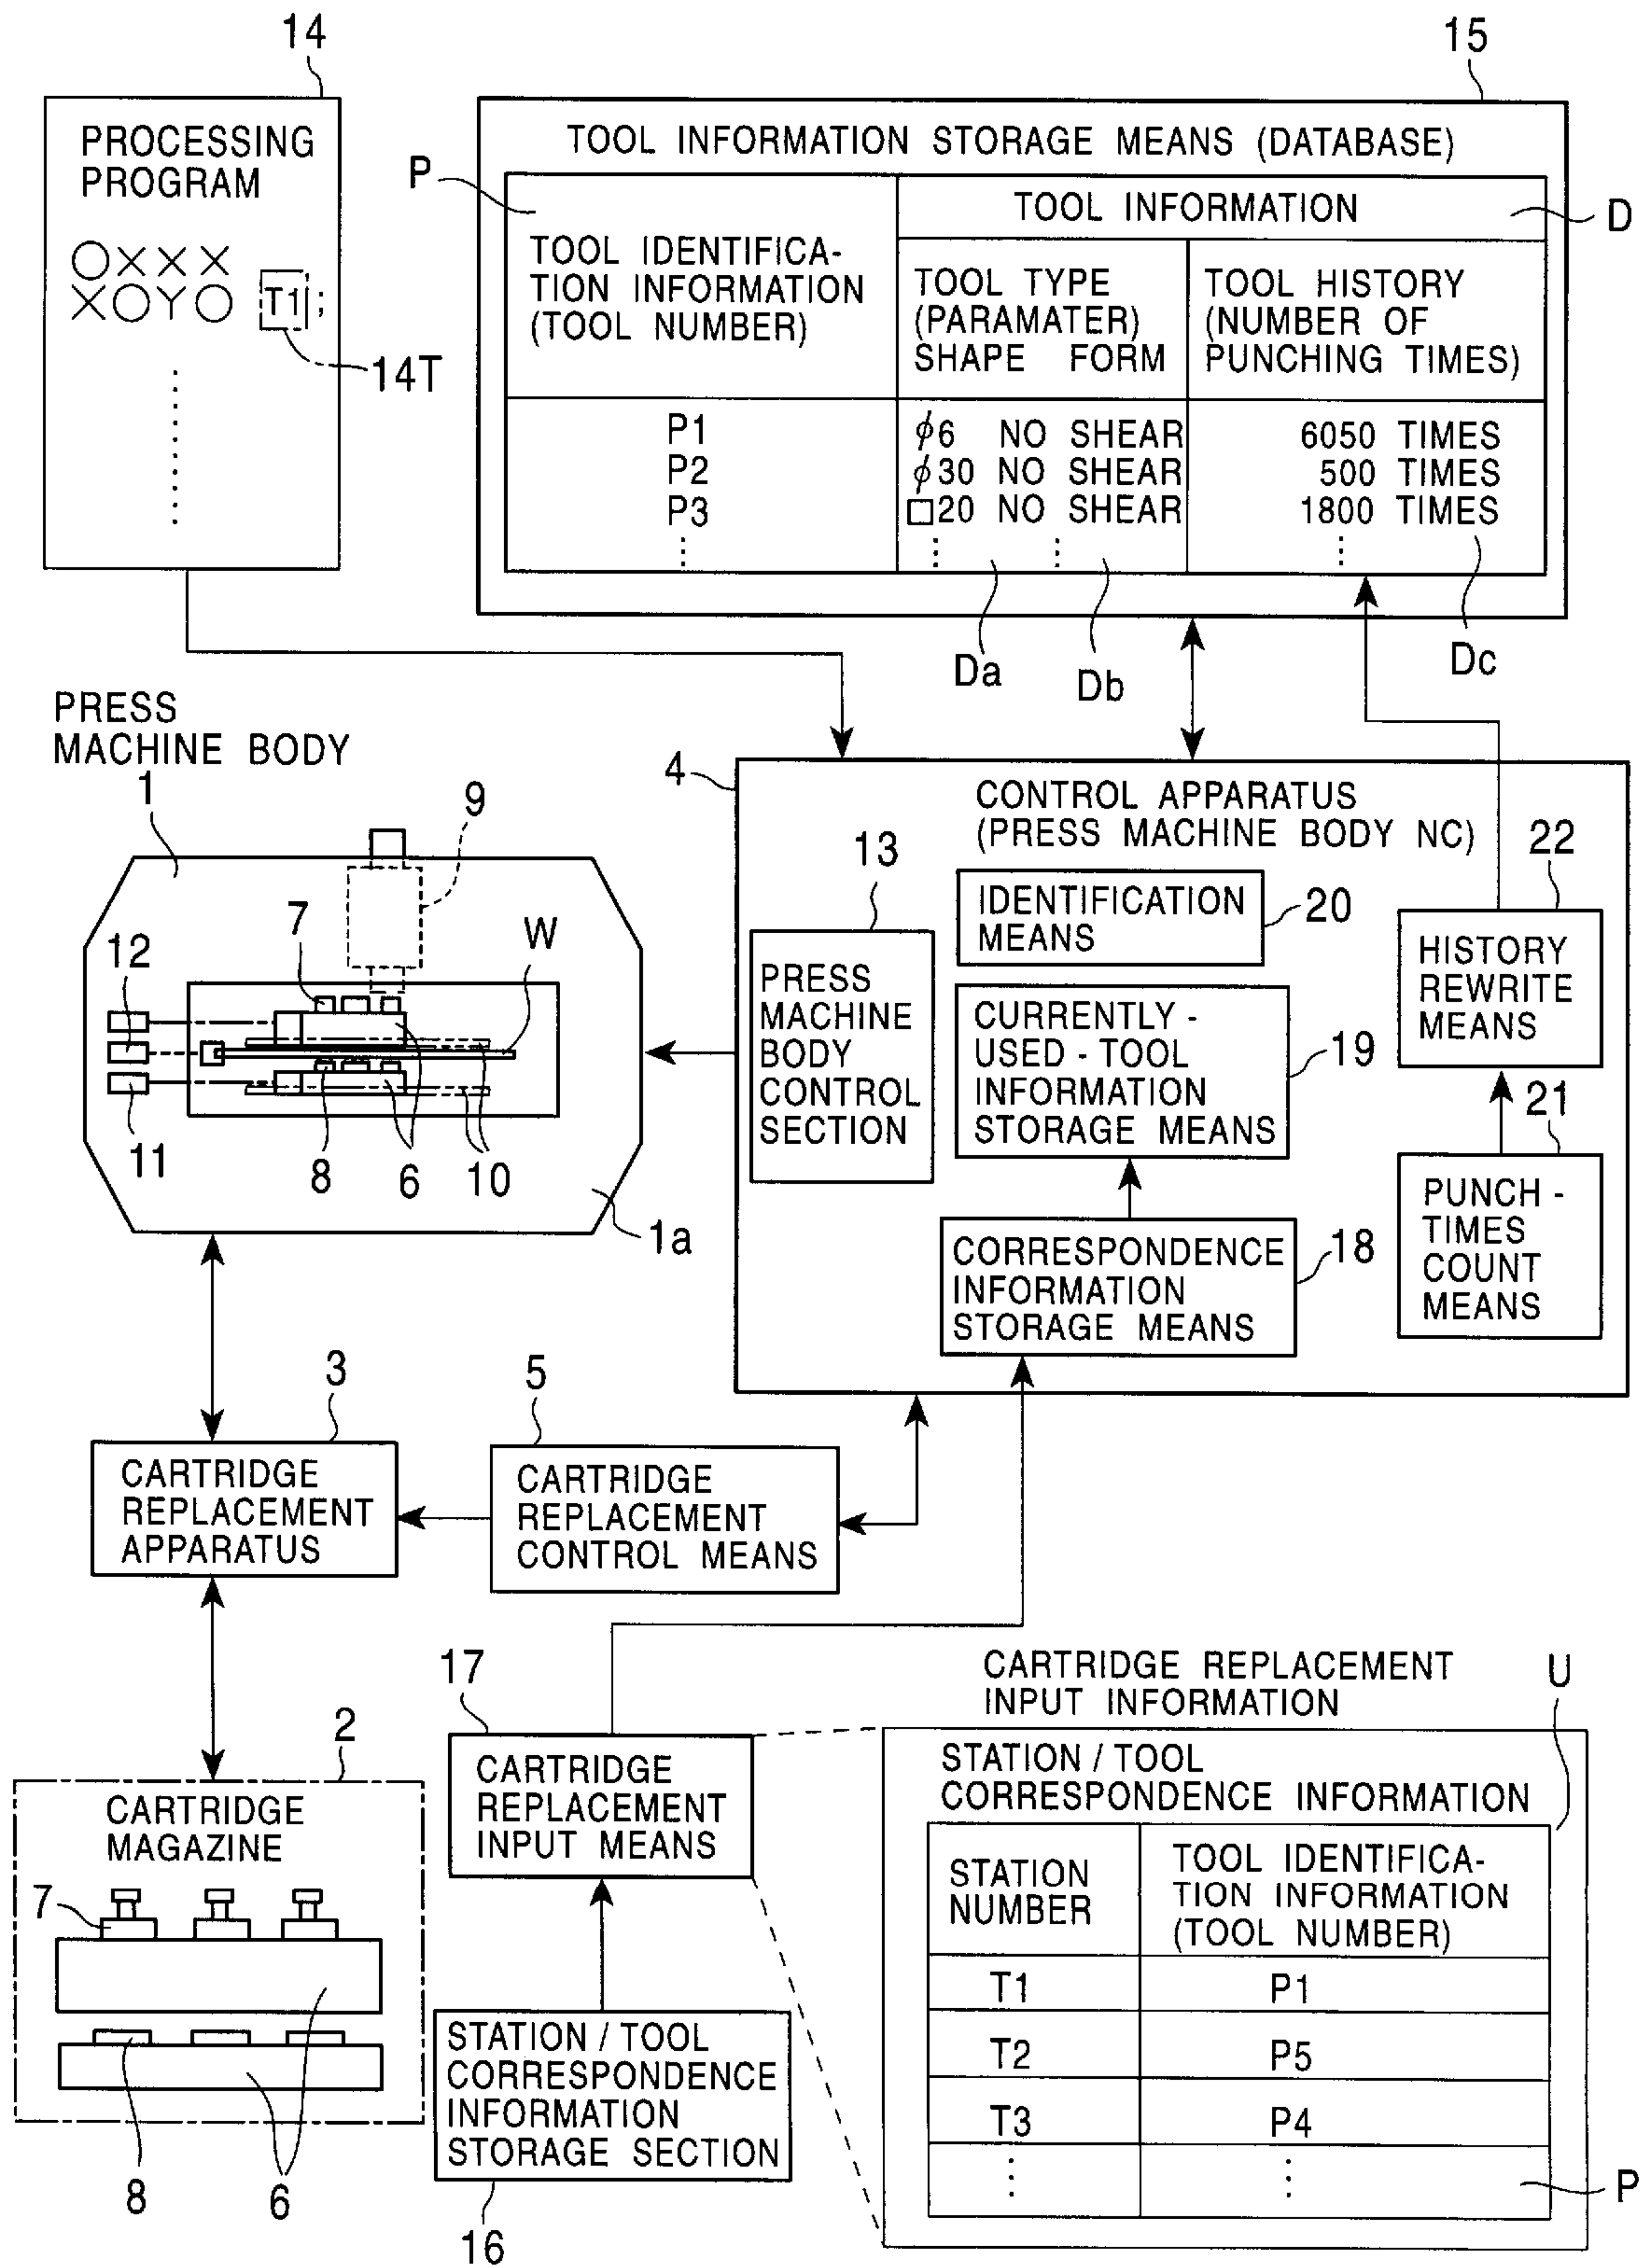 14
15
PROCESSING
PROGRAM
○×××
×○Y○ T1;
14T
TOOL INFORMATION STORAGE MEANS (DATABASE)
P
TOOL INFORMATION
D
TOOL IDENTIFICA-
TION INFORMATION
(TOOL NUMBER)
TOOL TYPE
(PARAMATER)
SHAPE FORM
TOOL HISTORY
(NUMBER OF
PUNCHING TIMES)
P1 ϕ6 NO SHEAR 6050 TIMES
P2 ϕ30 NO SHEAR 500 TIMES
P3 □20 NO SHEAR 1800 TIMES
Da
Db
Dc
PRESS
MACHINE BODY
1
9
7
W
12
11
8
6
10
1a
4
CONTROL APPARATUS
(PRESS MACHINE BODY NC)
13
PRESS
MACHINE
BODY
CONTROL
SECTION
IDENTIFICATION
MEANS
20
CURRENTLY -
USED - TOOL
INFORMATION
STORAGE MEANS
19
CORRESPONDENCE
INFORMATION
STORAGE MEANS
18
22
HISTORY
REWRITE
MEANS
21
PUNCH -
TIMES
COUNT
MEANS
3
CARTRIDGE
REPLACEMENT
APPARATUS
5
CARTRIDGE
REPLACEMENT
CONTROL MEANS
2
CARTRIDGE
MAGAZINE
7
8
6
17
CARTRIDGE
REPLACEMENT
INPUT MEANS
STATION / TOOL
CORRESPONDENCE
INFORMATION
STORAGE SECTION
16
CARTRIDGE REPLACEMENT
INPUT INFORMATION
U
STATION / TOOL
CORRESPONDENCE INFORMATION
STATION
NUMBER
TOOL IDENTIFICA-
TION INFORMATION
(TOOL NUMBER)
T1 P1
T2 P5
T3 P4
P